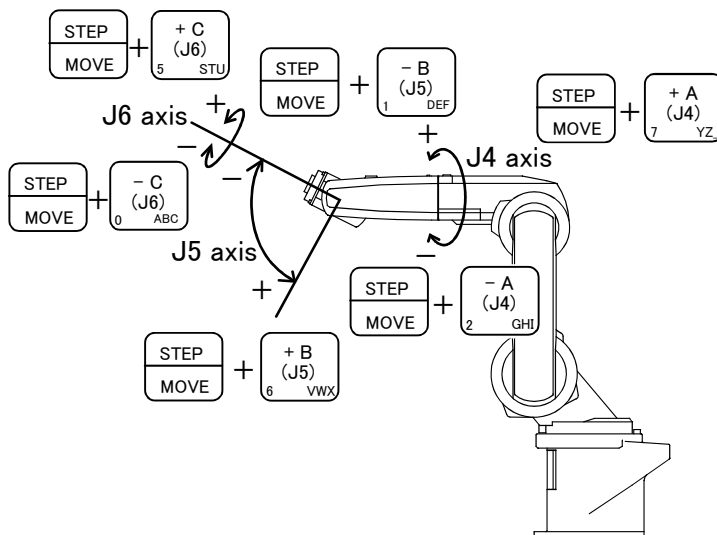 STEP
MOVE
+
+ C
(J6)
5 STU
STEP
MOVE
+
- B
(J5)
1 DEF
STEP
MOVE
+
+ A
(J4)
7 YZ_
J6 axis
+
-
-
+
J4 axis
-
STEP
MOVE
+
- C
(J6)
0 ABC
J5 axis
+
STEP
MOVE
+
- A
(J4)
2 GHI
STEP
MOVE
+
+ B
(J5)
6 VWX